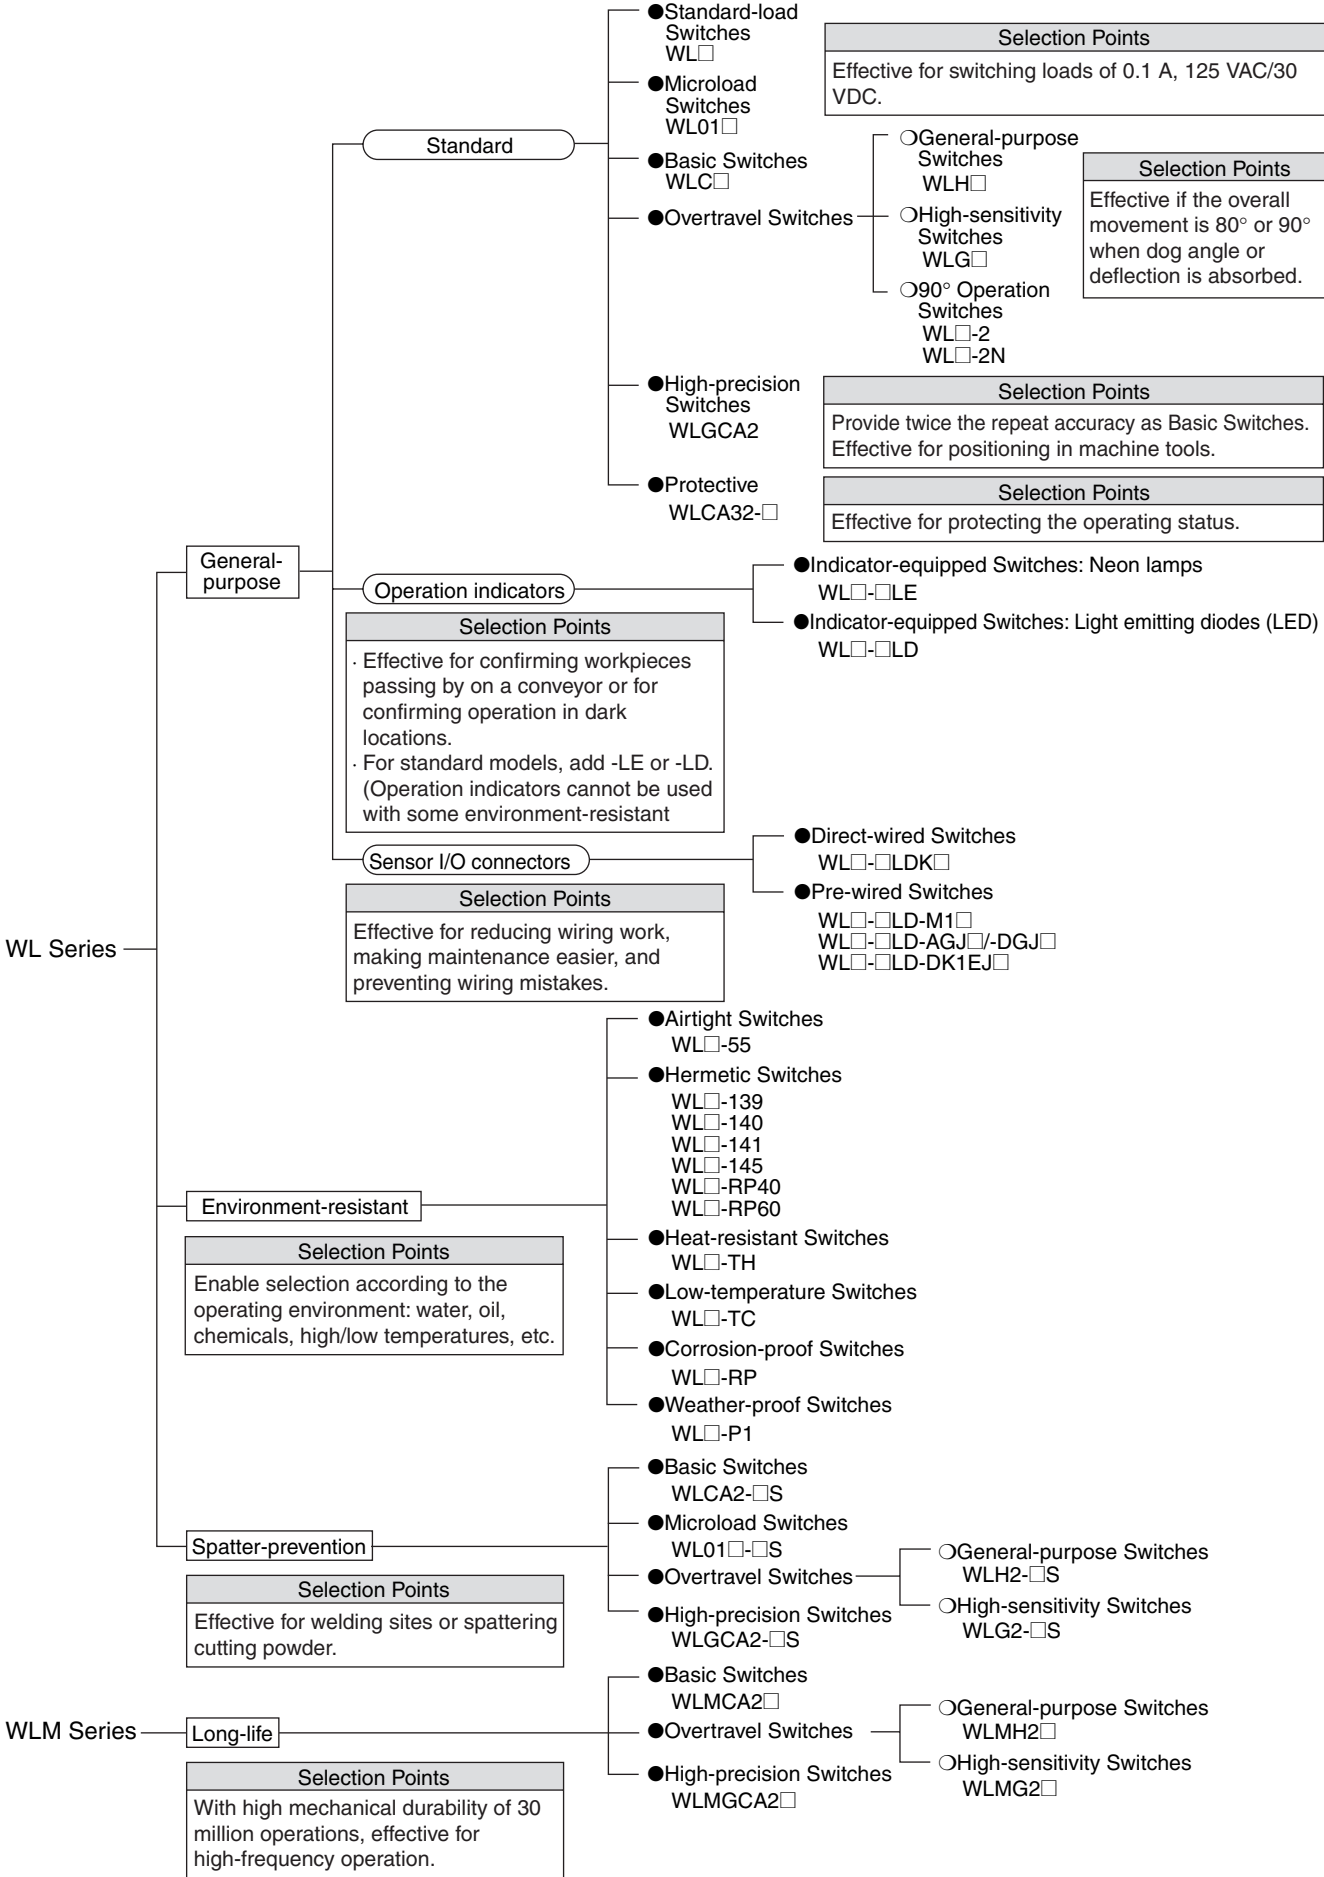 ●Standard-load
Switches
WL□
Selection Points
Effective for switching loads of 0.1 A, 125 VAC/30
VDC.
●Microload
Switches
WL01□
Standard
●Basic Switches
WLC□
●Overtravel Switches
❍General-purpose
Switches
WLH□
❍High-sensitivity
Switches
WLG□
❍90° Operation
Switches
WL□-2
WL□-2N
Selection Points
Effective if the overall
movement is 80° or 90°
when dog angle or
deflection is absorbed.
●High-precision
Switches
WLGCA2
Selection Points
Provide twice the repeat accuracy as Basic Switches.
Effective for positioning in machine tools.
●Protective
WLCA32-□
Selection Points
Effective for protecting the operating status.
General-
purpose
Operation indicators
●Indicator-equipped Switches: Neon lamps
WL□-□LE
●Indicator-equipped Switches: Light emitting diodes (LED)
WL□-□LD
Selection Points
· Effective for confirming workpieces
passing by on a conveyor or for
confirming operation in dark
locations.
· For standard models, add -LE or -LD.
(Operation indicators cannot be used
with some environment-resistant
Sensor I/O connectors
●Direct-wired Switches
WL□-□LDK□
●Pre-wired Switches
WL□-□LD-M1□
WL□-□LD-AGJ□/-DGJ□
WL□-□LD-DK1EJ□
Selection Points
Effective for reducing wiring work,
making maintenance easier, and
preventing wiring mistakes.
WL Series
●Airtight Switches
WL□-55
●Hermetic Switches
WL□-139
WL□-140
WL□-141
WL□-145
WL□-RP40
WL□-RP60
Environment-resistant
●Heat-resistant Switches
WL□-TH
●Low-temperature Switches
WL□-TC
●Corrosion-proof Switches
WL□-RP
●Weather-proof Switches
WL□-P1
Selection Points
Enable selection according to the
operating environment: water, oil,
chemicals, high/low temperatures, etc.
●Basic Switches
WLCA2-□S
●Microload Switches
WL01□-□S
Spatter-prevention
●Overtravel Switches
❍General-purpose Switches
WLH2-□S
❍High-sensitivity Switches
WLG2-□S
●High-precision Switches
WLGCA2-□S
Selection Points
Effective for welding sites or spattering
cutting powder.
●Basic Switches
WLMCA2□
WLM Series
Long-life
●Overtravel Switches
❍General-purpose Switches
WLMH2□
❍High-sensitivity Switches
WLMG2□
●High-precision Switches
WLMGCA2□
Selection Points
With high mechanical durability of 30
million operations, effective for
high-frequency operation.